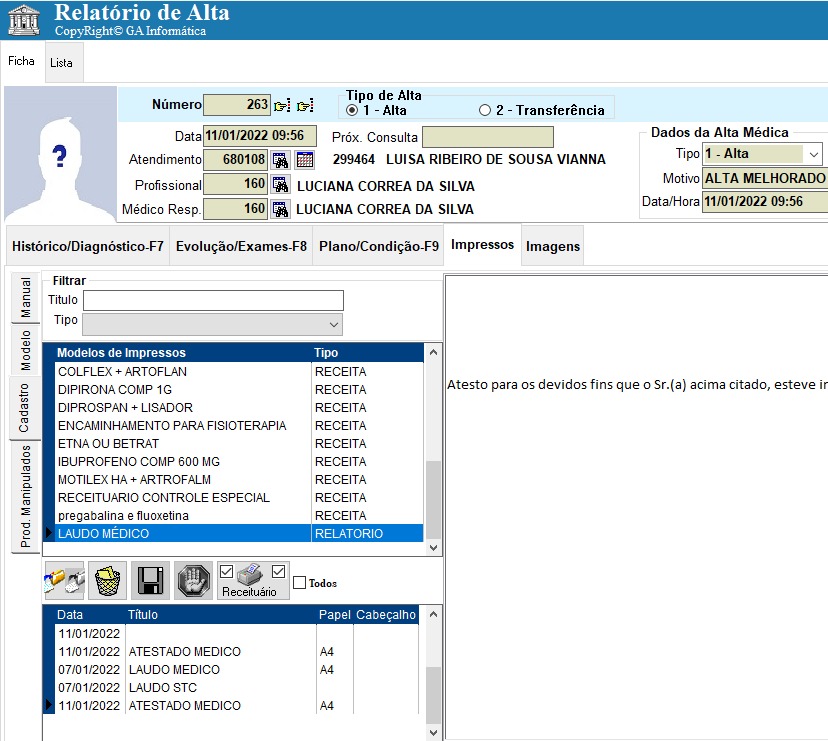 Relatório de Alta
CopyRight© GA Informática
Ficha
Lista
Número 263
Tipo de Alta
1 - Alta
2 - Transferência
Data 11/01/2022 09:56
Próx. Consulta
Atendimento 680108 299464 LUISA RIBEIRO DE SOUSA VIANNA
Profissional 160 LUCIANA CORREA DA SILVA
Médico Resp. 160 LUCIANA CORREA DA SILVA
Dados da Alta Médica
Tipo 1 - Alta
Motivo ALTA MELHORADO
Data/Hora 11/01/2022 09:56
Histórico/Diagnóstico-F7 Evolução/Exames-F8 Plano/Condição-F9 Impressos Imagens
Manual
Modelo
Cadastro
Prod. Manipulados
Filtrar
Título
Tipo
Modelos de Impressos Tipo
COLFLEX + ARTOFLAN RECEITA
DIPIRONA COMP 1G RECEITA
DIPROSPAN + LISADOR RECEITA
ENCAMINHAMENTO PARA FISIOTERAPIA RECEITA
ETNA OU BETRAT RECEITA
IBUPROFENO COMP 600 MG RECEITA
MOTILEX HA + ARTROFALM RECEITA
RECEITUARIO CONTROLE ESPECIAL RECEITA
pregabalina e fluoxetina RECEITA
LAUDO MÉDICO RELATORIO
Receituário
Todos
Data Título Papel Cabeçalho
11/01/2022
11/01/2022 ATESTADO MEDICO A4
07/01/2022 LAUDO MEDICO A4
07/01/2022 LAUDO STC
11/01/2022 ATESTADO MEDICO A4
Atesto para os devidos fins que o Sr.(a) acima citado, esteve